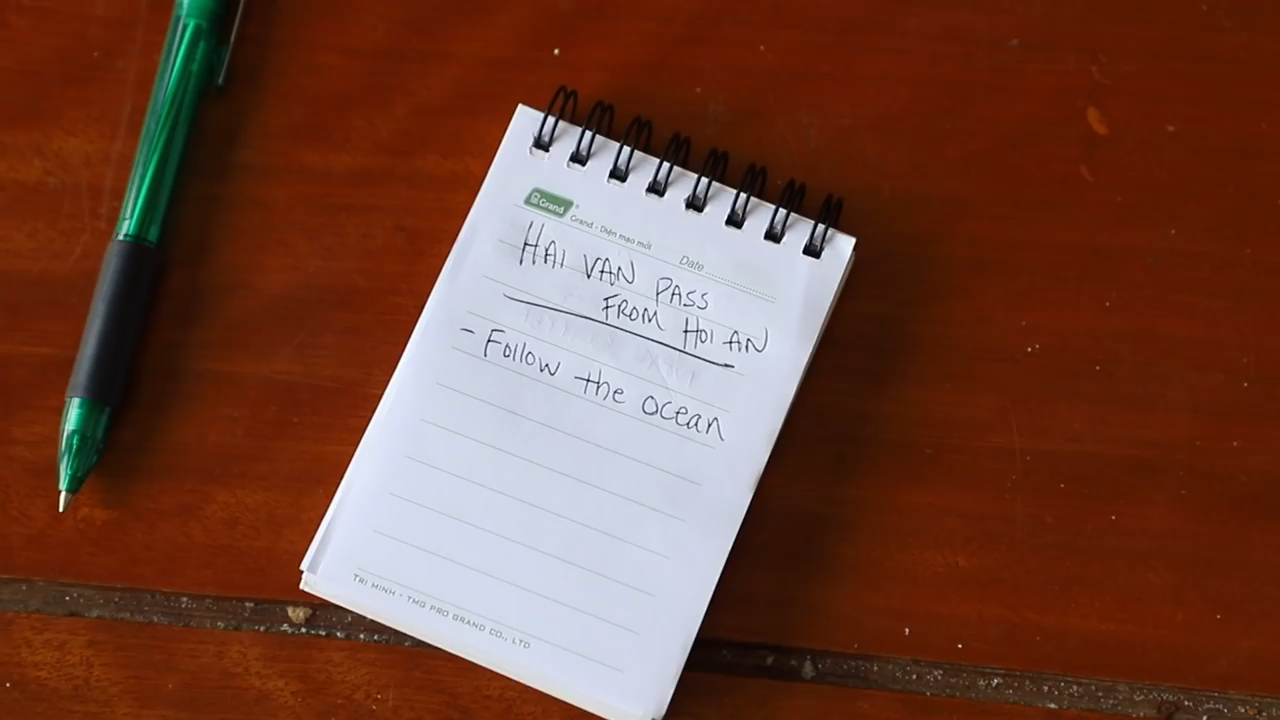 Grand® Grand - Diện mạo mới
Date ....................
HAI VAN PASS
FROM HOI AN
- Follow the ocean
TRI MINH - TMG PRO GRAND CO., LTD